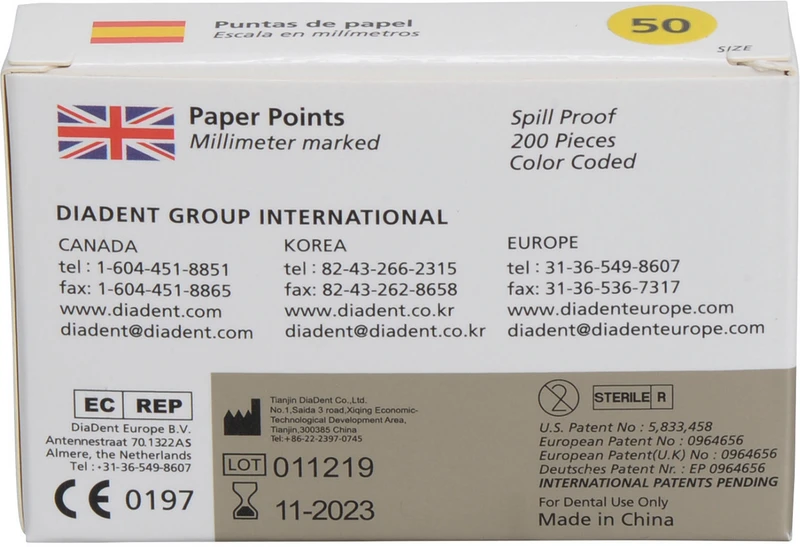 Puntas de papel
Escala en milímetros
50
SIZE
Paper Points
Millimeter marked
Spill Proof
200 Pieces
Color Coded
DIADENT GROUP INTERNATIONAL
CANADA
tel : 1-604-451-8851
fax: 1-604-451-8865
www.diadent.com
diadent@diadent.com
KOREA
tel : 82-43-266-2315
fax: 82-43-262-8658
www.diadent.co.kr
diadent@diadent.co.kr
EUROPE
tel : 31-36-549-8607
fax: 31-36-536-7317
www.diadenteurope.com
diadent@diadenteurope.com
EC REP
DiaDent Europe B.V.
Antennestraat 70.1322AS
Almere, the Netherlands
Tel : +31-36-549-8607
CE 0197
Tianjin DiaDent Co.,Ltd.
No.1,Saida 3 road,Xiqing Economic-
Technological Development Area,
Tianjin,300385 China
Tel:+86-22-2397-0745
LOT 011219
11-2023
2
STERILE R
U.S. Patent No : 5,833,458
European Patent No : 0964656
European Patent(U.K) No : 0964656
Deutsches Patent Nr. : EP 0964656
INTERNATIONAL PATENTS PENDING
For Dental Use Only
Made in China